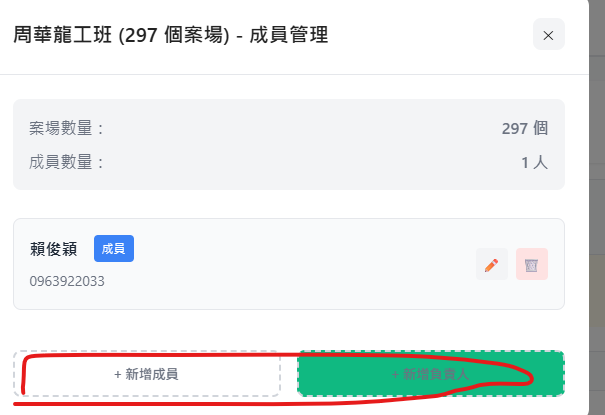 周華龍工班 (297 個案場) - 成員管理
案場數量：
297 個
成員數量：
1 人
賴俊穎
成員
0963922033
+ 新增成員
+ 新增負責人